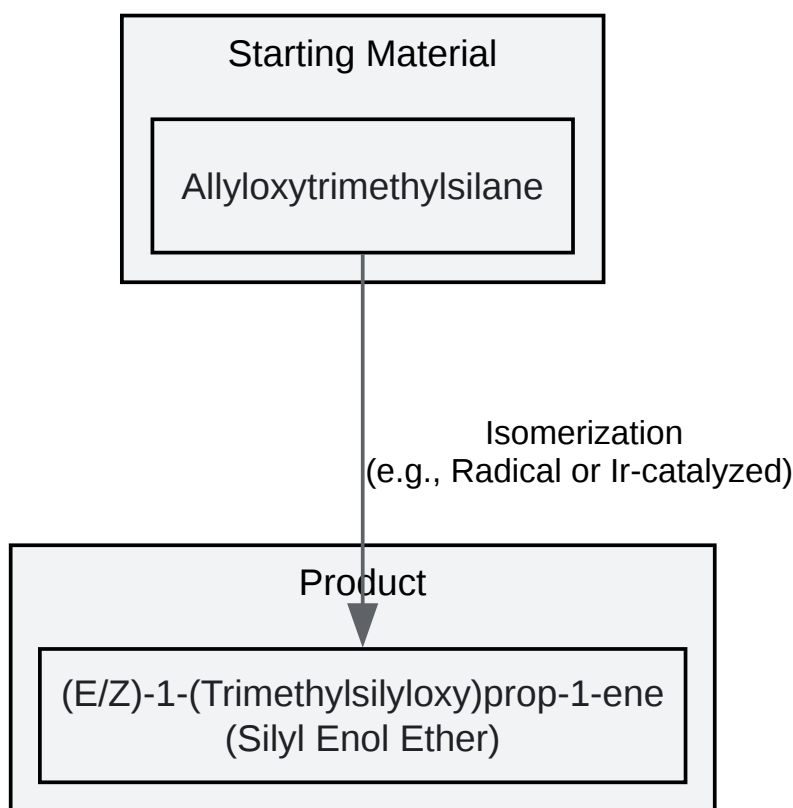 Starting Material
Allyloxytrimethylsilane
Isomerization
(e.g., Radical or Ir-catalyzed)
Product
(E/Z)-1-(Trimethylsilyloxy)prop-1-ene
(Silyl Enol Ether)